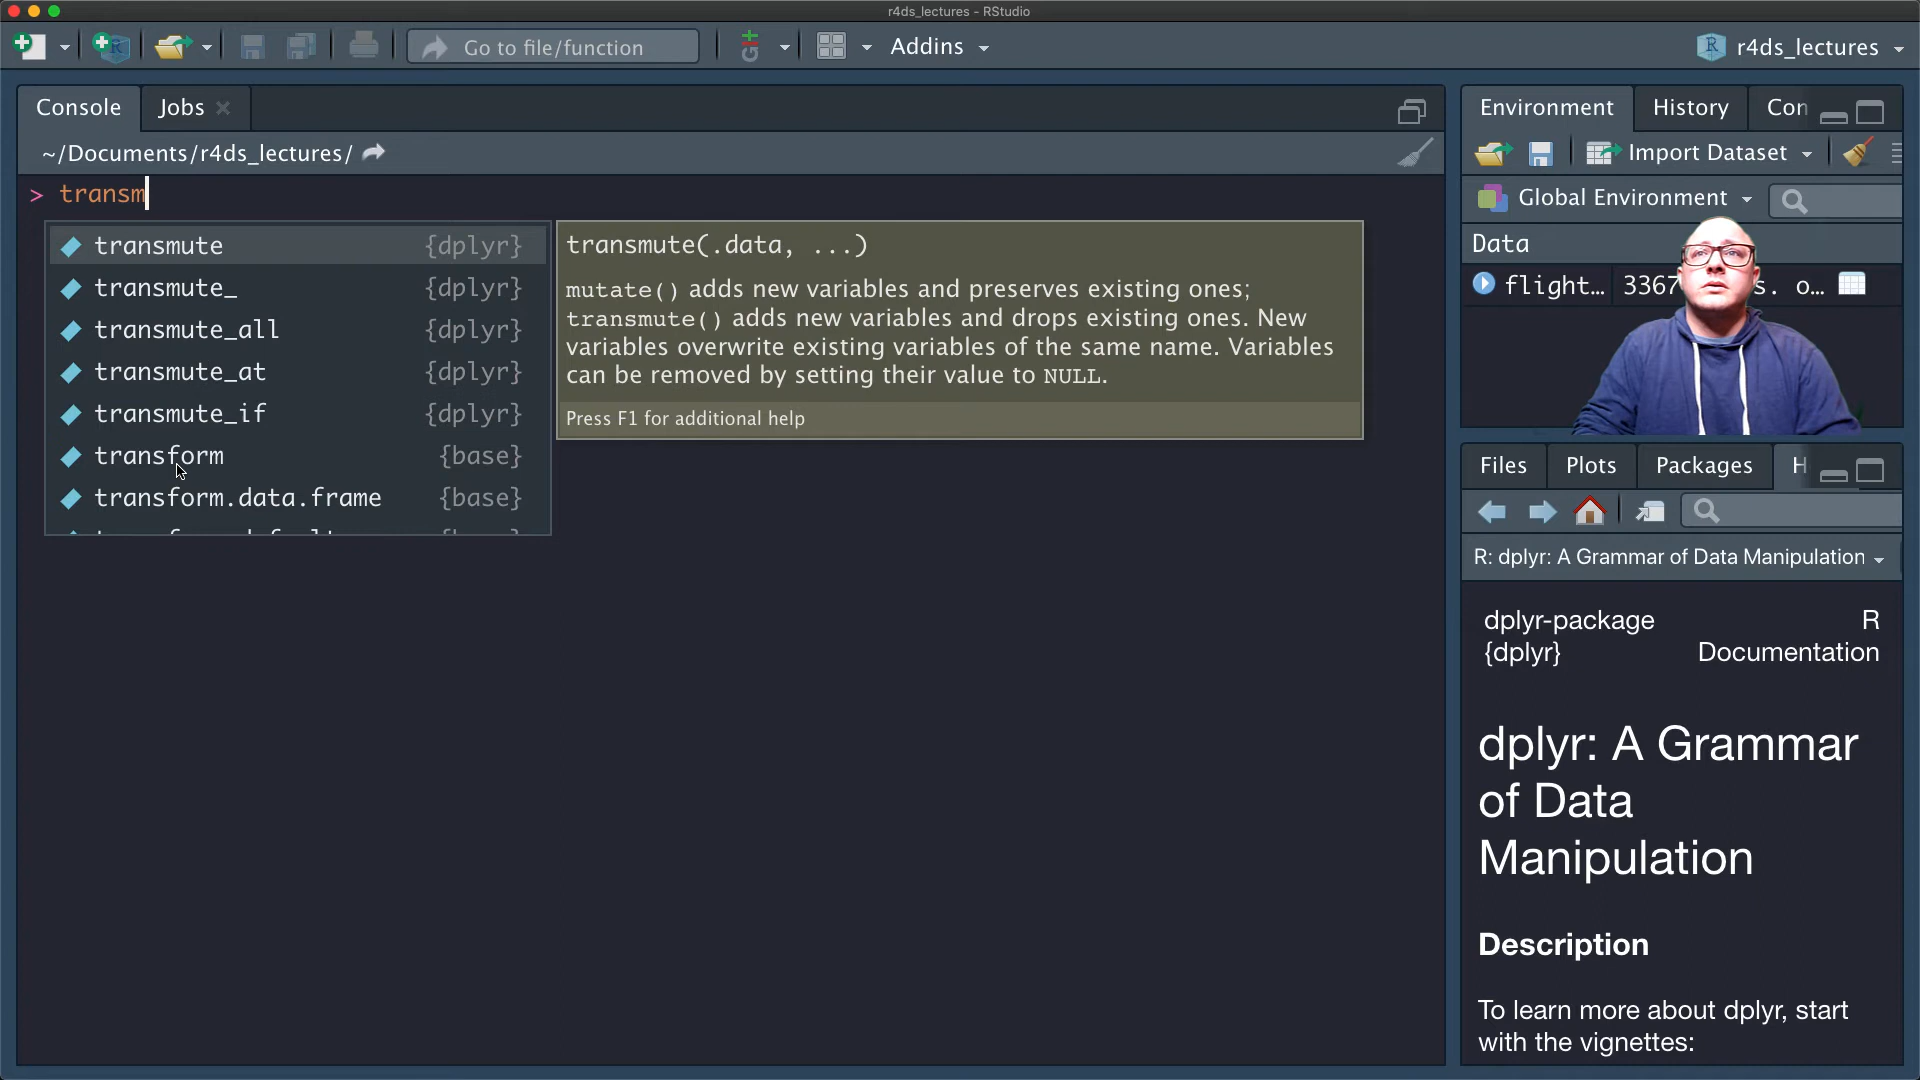 r4ds_lectures - RStudio
Go to file/function
Addins
r4ds_lectures
Console
Jobs
~/Documents/r4ds_lectures/
> transm
transmute {dplyr}
transmute_ {dplyr}
transmute_all {dplyr}
transmute_at {dplyr}
transmute_if {dplyr}
transform {base}
transform.data.frame {base}
transmute(.data, ...)
mutate() adds new variables and preserves existing ones;
transmute() adds new variables and drops existing ones. New
variables overwrite existing variables of the same name. Variables
can be removed by setting their value to NULL.
Press F1 for additional help
Environment
History
Con
Import Dataset
Global Environment
Data
flight… 3367 s. o…
Files
Plots
Packages
H
R: dplyr: A Grammar of Data Manipulation
dplyr-package R
{dplyr} Documentation
dplyr: A Grammar
of Data
Manipulation
Description
To learn more about dplyr, start
with the vignettes: